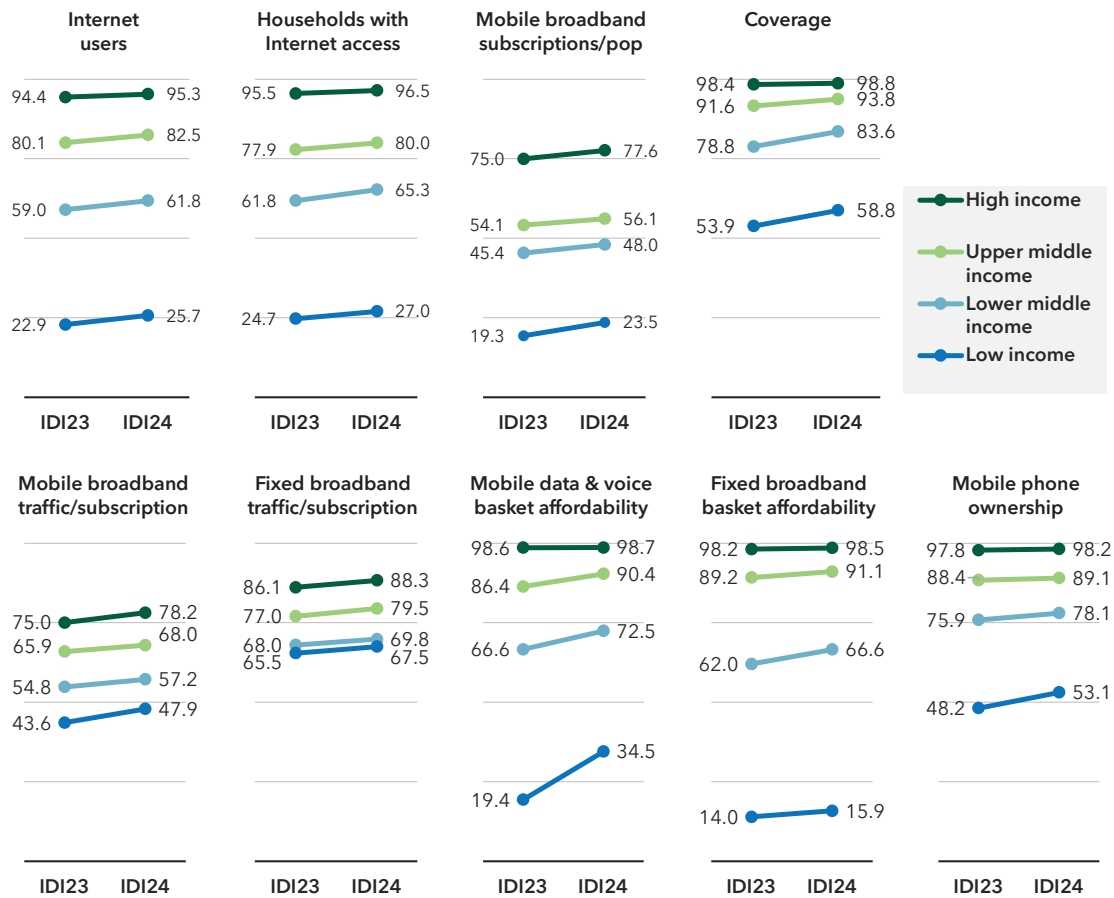 Internet
users
94.4
95.3
80.1
82.5
59.0
61.8
22.9
25.7
IDI23 IDI24
Households with
Internet access
95.5
96.5
77.9
80.0
61.8
65.3
24.7
27.0
IDI23 IDI24
Mobile broadband
subscriptions/pop
75.0
77.6
54.1
56.1
45.4
48.0
19.3
23.5
IDI23 IDI24
Coverage
98.4
98.8
91.6
93.8
78.8
83.6
53.9
58.8
IDI23 IDI24
High income
Upper middle
income
Lower middle
income
Low income
Mobile broadband
traffic/subscription
75.0
78.2
65.9
68.0
54.8
57.2
43.6
47.9
IDI23 IDI24
Fixed broadband
traffic/subscription
86.1
88.3
77.0
79.5
68.0
69.8
65.5
67.5
IDI23 IDI24
Mobile data & voice
basket affordability
98.6
98.7
86.4
90.4
66.6
72.5
19.4
34.5
IDI23 IDI24
Fixed broadband
basket affordability
98.2
98.5
89.2
91.1
62.0
66.6
14.0
15.9
IDI23 IDI24
Mobile phone
ownership
97.8
98.2
88.4
89.1
75.9
78.1
48.2
53.1
IDI23 IDI24